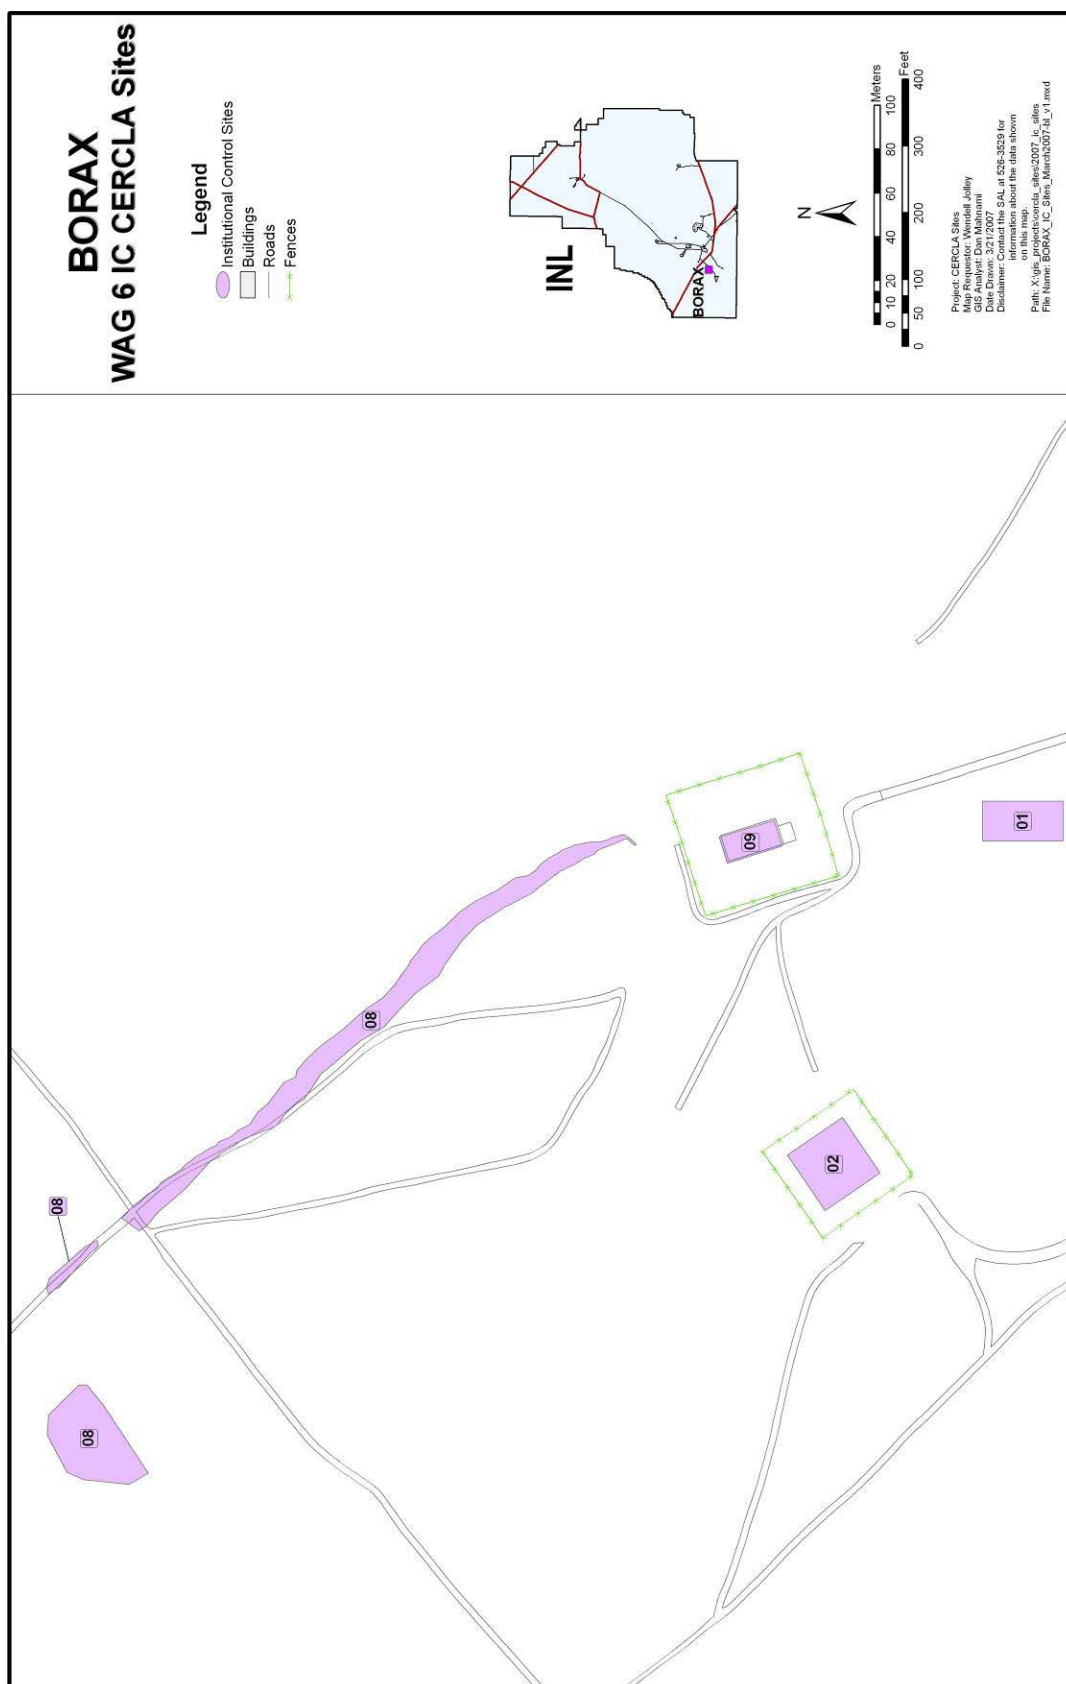 BORAX
WAG 6 IC CERCLA Sites
Legend
Institutional Control Sites
Buildings
Roads
Fences
INL
BORAX
N
Meters
0 10 20 40 60 80 100
Feet
0 50 100 200 300 400
Project: CERCLA Sites
Map Requestor: Wendell Jolley
GIS Analyst: Dan Mahnami
Date Drawn: 3/21/2007
Disclaimer: Contact the SAL at 526-3529 for
information about the data shown
on this map.
Path: X:\gis_projects\cercla_sites\2007_ic_sites
File Name: BORAX_IC_Sites_March2007-bl_v1.mxd
08
08
08
09
02
01